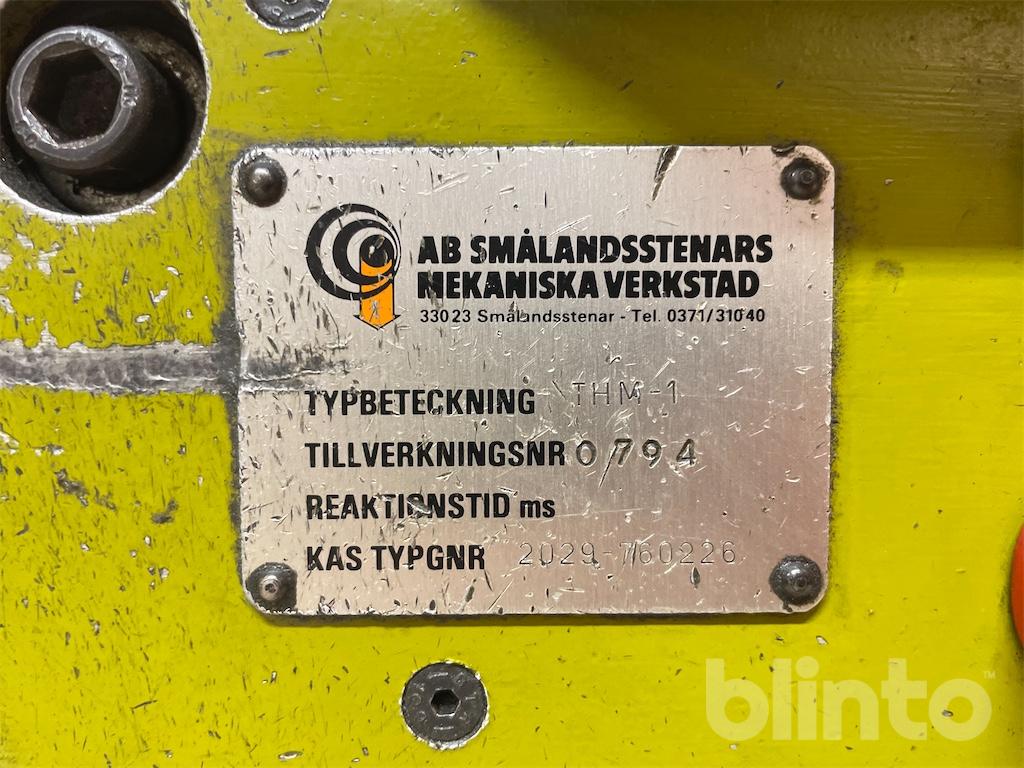 AB SMÅLANDSSTENARS
MEKANISKA VERKSTAD
33023 Smålandsstenar - Tel. 0371/31040
TYPBETECKNING THM-1
TILLVERKNINGSNR 0794
REAKTIONSTID ms
KAS TYPGNR 2029-760226
blinto™